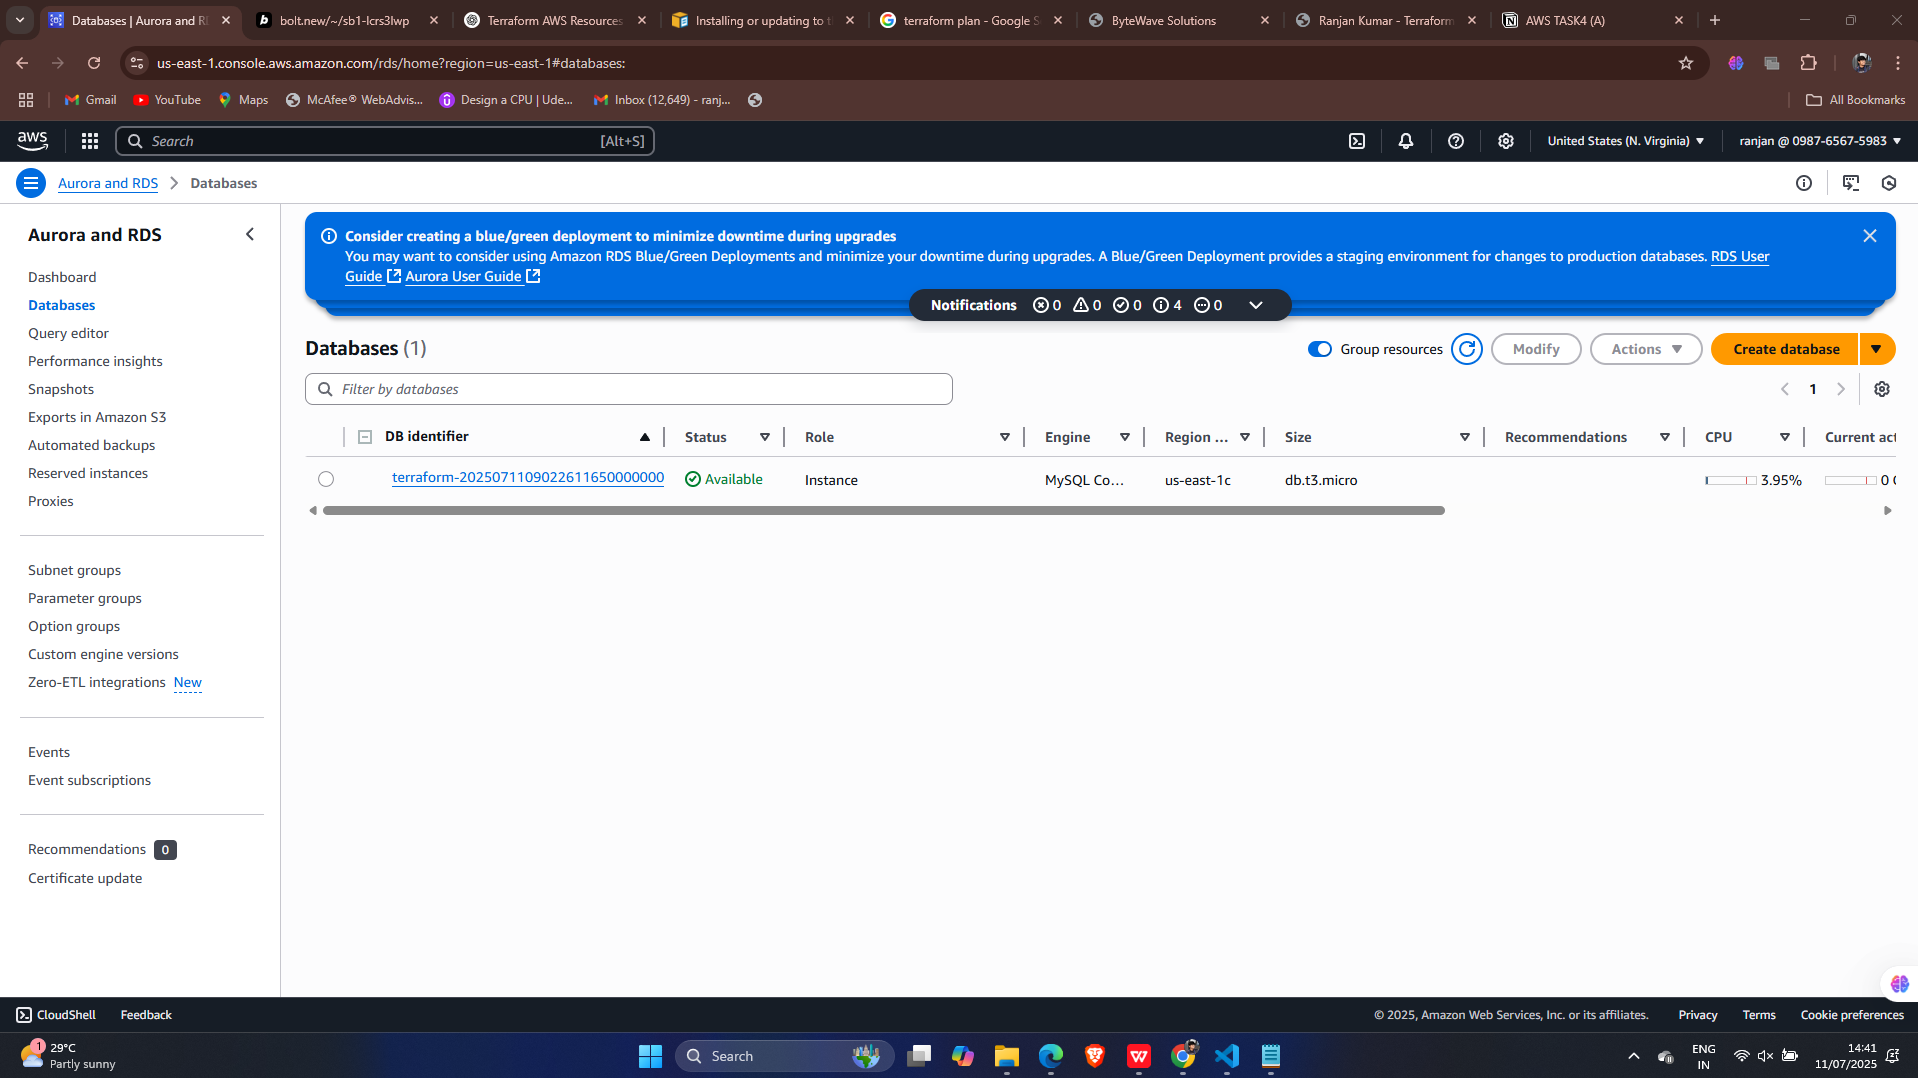 Databases | Aurora and RD
bolt.new/~/sb1-lcrs3lwp
Terraform AWS Resources
Installing or updating to th
terraform plan - Google S
ByteWave Solutions
Ranjan Kumar - Terraform
AWS TASK4 (A)
us-east-1.console.aws.amazon.com/rds/home?region=us-east-1#databases:
Gmail
YouTube
Maps
McAfee® WebAdvis...
Design a CPU | Ude...
Inbox (12,649) - ranj...
All Bookmarks
aws
Search
[Alt+S]
United States (N. Virginia)
ranjan @ 0987-6567-5983
Aurora and RDS
Databases
Aurora and RDS
Dashboard
Databases
Query editor
Performance insights
Snapshots
Exports in Amazon S3
Automated backups
Reserved instances
Proxies
Subnet groups
Parameter groups
Option groups
Custom engine versions
Zero-ETL integrations New
Events
Event subscriptions
Recommendations 0
Certificate update
Consider creating a blue/green deployment to minimize downtime during upgrades
You may want to consider using Amazon RDS Blue/Green Deployments and minimize your downtime during upgrades. A Blue/Green Deployment provides a staging environment for changes to production databases. RDS User
Guide Aurora User Guide
Notifications 0 0 0 4 0
Databases (1)
Group resources
Modify
Actions
Create database
Filter by databases
1
DB identifier Status Role Engine Region ... Size Recommendations CPU Current act
terraform-20250711090226116500000000 Available Instance MySQL Co... us-east-1c db.t3.micro 3.95% 0 C
CloudShell
Feedback
© 2025, Amazon Web Services, Inc. or its affiliates.
Privacy
Terms
Cookie preferences
1
29°C
Partly sunny
Search
ENG
IN
14:41
11/07/2025